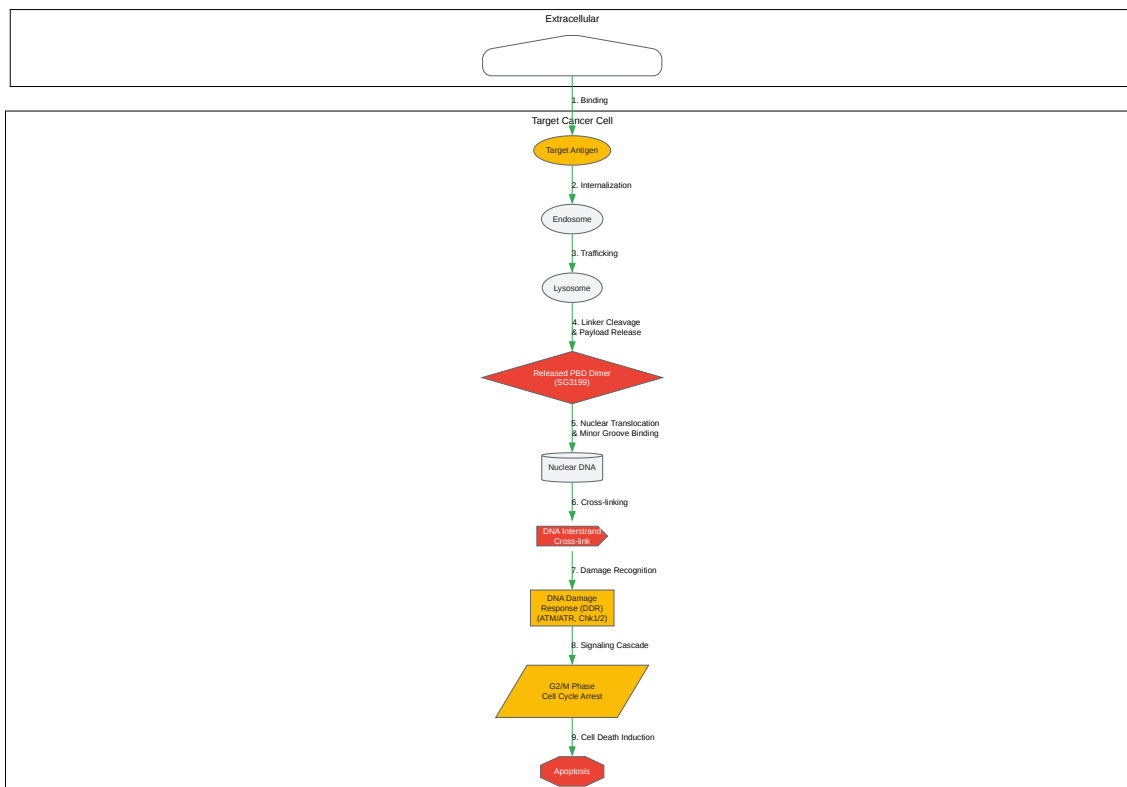 Extracellular
1. Binding
Target Cancer Cell
Target Antigen
2. Internalization
Endosome
3. Trafficking
Lysosome
4. Linker Cleavage
& Payload Release
Released PBD Dimer
(SG3199)
5. Nuclear Translocation
& Minor Groove Binding
Nuclear DNA
6. Cross-linking
DNA Interstrand
Cross-link
7. Damage Recognition
DNA Damage
Response (DDR)
(ATM/ATR, Chk1/2)
8. Signaling Cascade
G2/M Phase
Cell Cycle Arrest
9. Cell Death Induction
Apoptosis